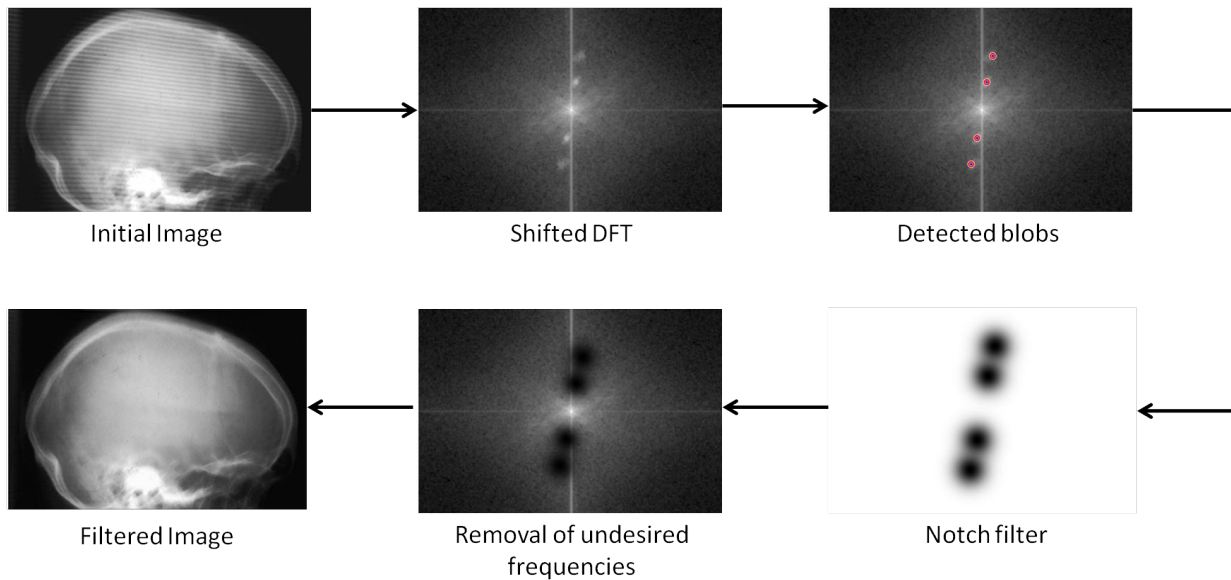 Initial Image
Shifted DFT
Detected blobs
Filtered Image
Removal of undesired
frequencies
Notch filter